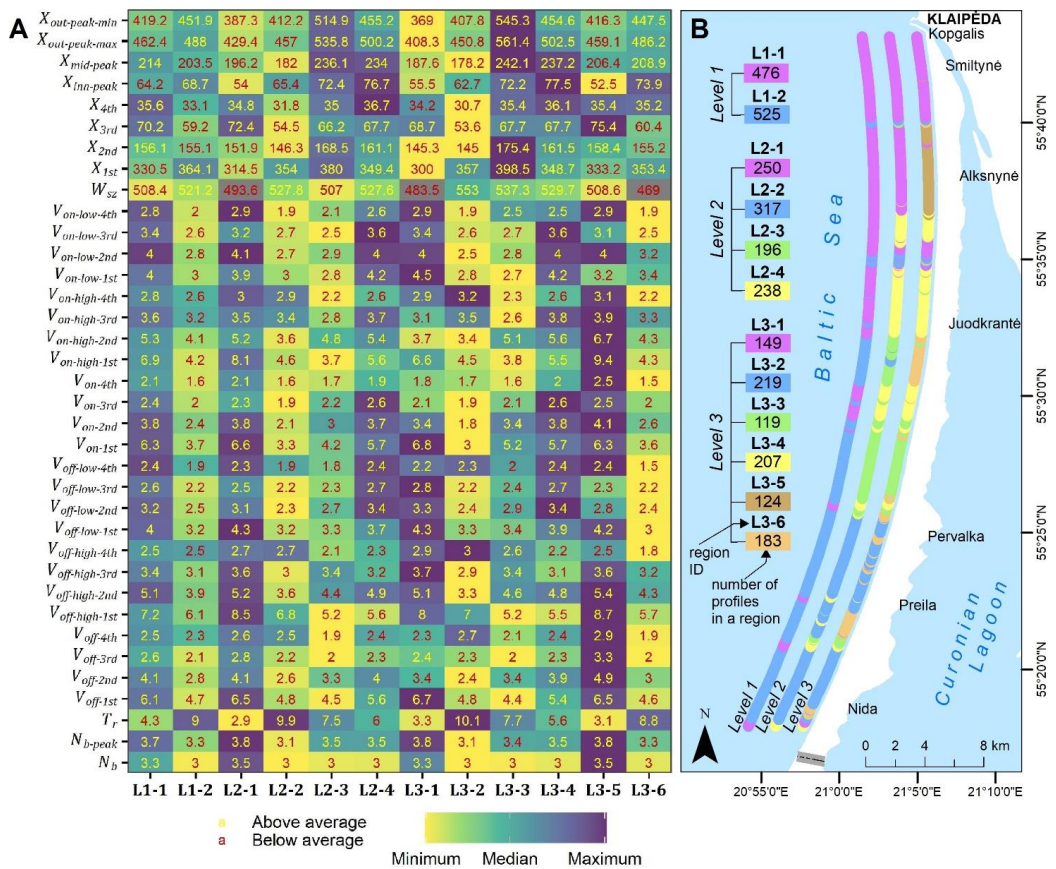 A
X out-peak-min 419.2 451.9 387.3 412.2 514.9 455.2 369 407.8 545.3 454.6 416.3 447.5
X out-peak-max 462.4 488 429.4 457 535.8 500.2 408.3 450.8 561.4 502.5 459.1 486.2
X mid-peak 214 203.5 196.2 182 236.1 234 187.6 178.2 242.1 237.2 206.4 208.9
X inn-peak 64.2 68.7 54 65.4 72.4 76.7 55.5 62.7 72.2 77.5 52.5 73.9
X 4th 35.6 33.1 34.8 31.8 35 36.7 34.2 30.7 35.4 36.1 35.4 35.2
X 3rd 70.2 59.2 72.4 54.5 66.2 67.7 68.7 53.6 67.7 67.7 75.4 60.4
X 2nd 156.1 155.1 151.9 146.3 168.5 161.1 145.3 145 175.4 161.5 158.4 155.2
X 1st 330.5 364.1 314.5 354 380 349.4 300 357 398.5 348.7 333.2 353.4
W sz 508.4 521.2 493.6 527.8 507 527.6 483.5 553 537.3 529.7 508.6 469
V on-low-4th 2.8 2 2.9 1.9 2.1 2.6 2.9 1.9 2.5 2.5 2.9 1.9
V on-low-3rd 3.4 2.6 3.2 2.7 2.5 3.6 3.4 2.6 2.7 3.6 3.1 2.5
V on-low-2nd 4 2.8 4.1 2.7 2.9 4 4 2.5 2.8 4 4 3.2
V on-low-1st 4 3 3.9 3 2.8 4.2 4.5 2.8 2.7 4.2 3.2 3.4
V on-high-4th 2.8 2.6 3 2.9 2.2 2.6 2.9 3.2 2.3 2.6 3.1 2.2
V on-high-3rd 3.6 3.2 3.5 3.4 2.8 3.7 3.1 3.5 2.6 3.8 3.9 3.3
V on-high-2nd 5.3 4.1 5.2 3.6 4.8 5.4 3.7 3.4 5.1 5.6 6.7 4.3
V on-high-1st 6.9 4.2 8.1 4.6 3.7 5.6 6.6 4.5 3.8 5.5 9.4 4.3
V on-4th 2.1 1.6 2.1 1.6 1.7 1.9 1.8 1.7 1.6 2 2.5 1.5
V on-3rd 2.4 2 2.3 1.9 2.2 2.6 2.3 1.9 2.1 2.6 2.5 2
V on-2nd 3.8 2.4 3.8 2.1 3 3.7 3.4 1.8 3.4 3.8 4.1 2.6
V on-1st 6.3 3.7 6.6 3.3 4.2 5.6 6.8 3 5.2 5.7 6.3 3.6
V off-low-4th 2.4 1.9 2.3 1.9 1.8 2.4 2.2 2.3 2 2.4 2.4 1.5
V off-low-3rd 2.6 2.2 2.5 2.2 2.3 2.7 2.8 2.2 2.4 2.7 2.3 2.2
V off-low-2nd 3.2 2.5 3.1 2.3 2.7 3.4 3.3 2.4 2.9 3.4 2.8 2.4
V off-low-1st 4 3.2 4.3 3.2 3.3 3.7 4.3 3.3 3.4 3.9 4.2 3
V off-high-4th 2.5 2.5 2.7 2.7 2.1 2.3 2.9 3 2.6 2.2 2.5 1.8
V off-high-3rd 3.4 3.1 3.6 3 3.4 3.2 3.7 2.9 3.4 3.1 3.6 3.2
V off-high-2nd 5.1 3.9 5.2 3.6 4.4 4.9 5.1 3.3 4.6 4.8 5.4 4.3
V off-high-1st 7.2 6.1 8.5 6.8 5.2 5.6 8 7 5.2 5.5 8.7 5.7
V off-4th 2.5 2.3 2.6 2.5 1.9 2.4 2.3 2.7 2.1 2.4 2.9 1.9
V off-3rd 2.6 2.1 2.8 2.2 2 2.3 2.4 2.3 2 2.3 3.3 2
V off-2nd 4.1 2.8 4.1 2.6 3.3 4 3.4 2.4 3.4 3.9 4.9 3
V off-1st 6.1 4.7 6.5 4.8 4.5 5.6 6.7 4.8 4.4 5.4 6.5 4.6
T r 4.3 9 2.9 9.9 7.5 6 3.3 10.1 7.7 5.6 3.1 8.8
N b-peak 3.7 3.3 3.8 3.1 3.5 3.5 3.8 3.1 3.4 3.5 3.8 3.3
N b 3.3 3 3.5 3 3 3 3.3 3 3 3 3.5 3
L1-1 L1-2 L2-1 L2-2 L2-3 L2-4 L3-1 L3-2 L3-3 L3-4 L3-5 L3-6
a Above average
a Below average
Minimum Median Maximum
B
Level 1
L1-1
476
L1-2
525
Level 2
L2-1
250
L2-2
317
L2-3
196
L2-4
238
Level 3
L3-1
149
L3-2
219
L3-3
119
L3-4
207
L3-5
124
L3-6
183
region
ID
number of
profiles
in a region
KLAIPĖDA
Kopgalis
Smiltynė
Alksnynė
Juodkrantė
Pervalka
Preila
Nida
Baltic Sea
Curonian
Lagoon
Level 1
Level 2
Level 3
N
0 2 4 8 km
55°40'0"N
55°35'0"N
55°30'0"N
55°25'0"N
55°20'0"N
20°55'0"E 21°0'0"E 21°5'0"E 21°10'0"E